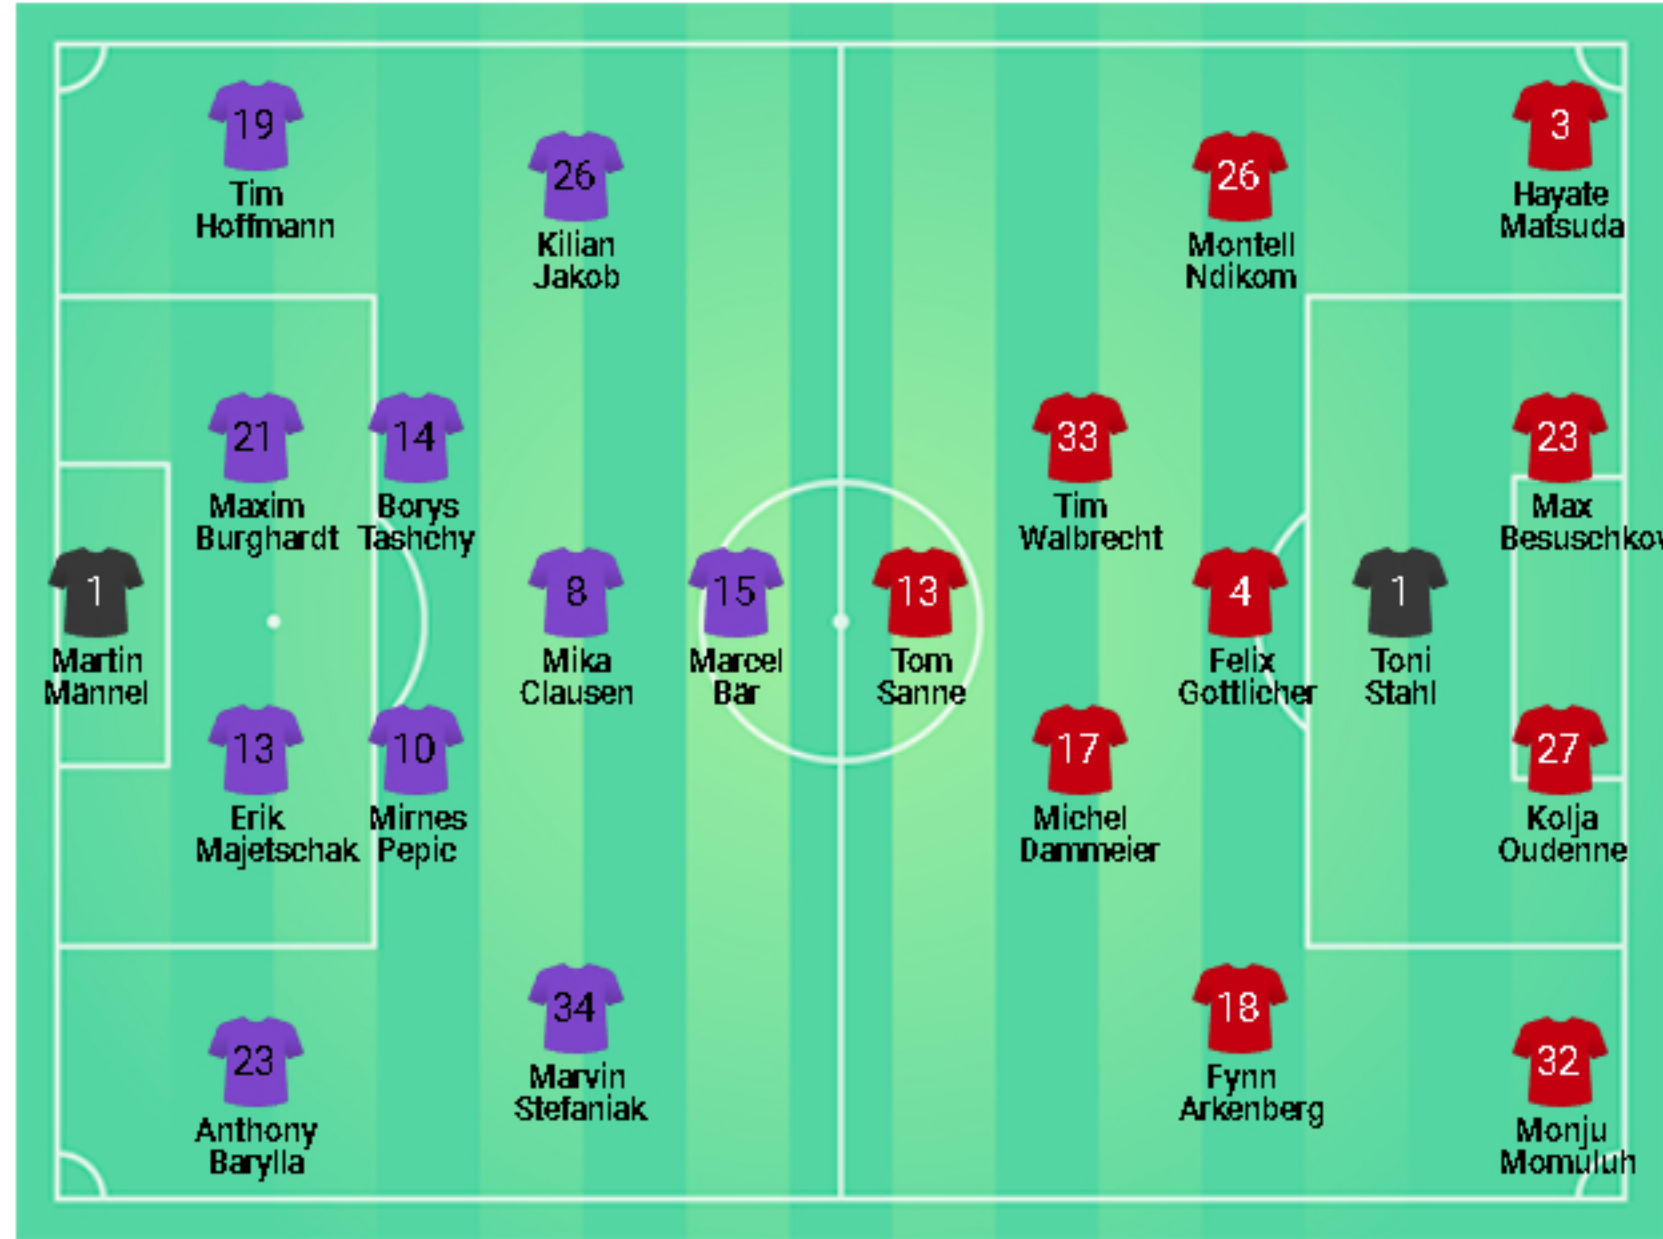 19
Tim
Hoffmann
26
Kilian
Jakob
26
Montell
Ndikom
3
Hayate
Matsuda
21
Maxim
Burghardt
14
Borys
Tashchy
33
Tim
Walbrecht
23
Max
Besuschkov
1
Martin
Männel
8
Mika
Clausen
15
Marcel
Bär
13
Tom
Sanne
4
Felix
Gottlicher
1
Toni
Stahl
13
Erik
Majetschak
10
Mirnes
Pepic
17
Michel
Dammeier
27
Kolja
Oudenne
23
Anthony
Barylla
34
Marvin
Stefaniak
18
Fynn
Arkenberg
32
Monju
Momuluh